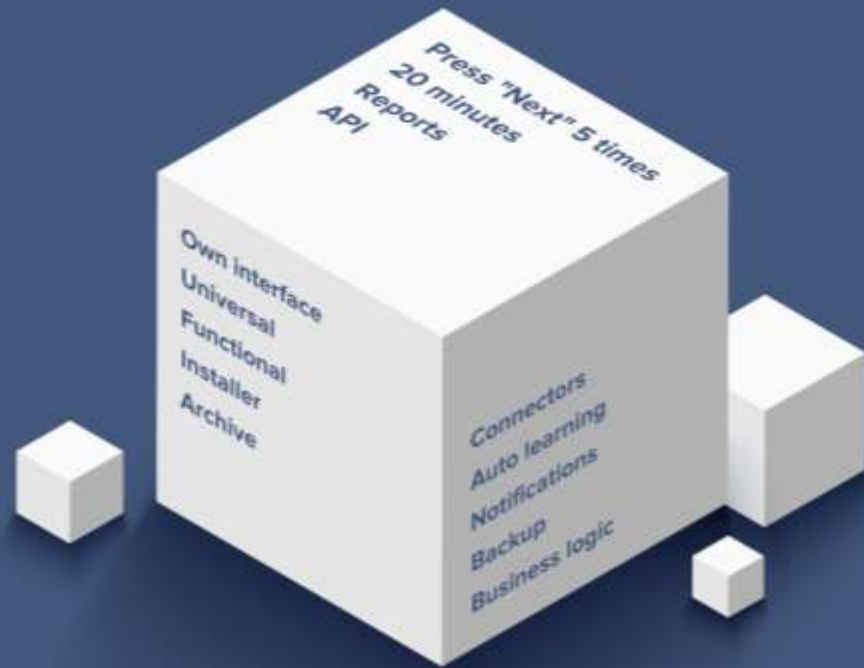 Press "Next" 5 times
20 minutes
Reports
API
Own interface
Universal
Functional
Installer
Archive
Connectors
Auto learning
Notifications
Backup
Business logic